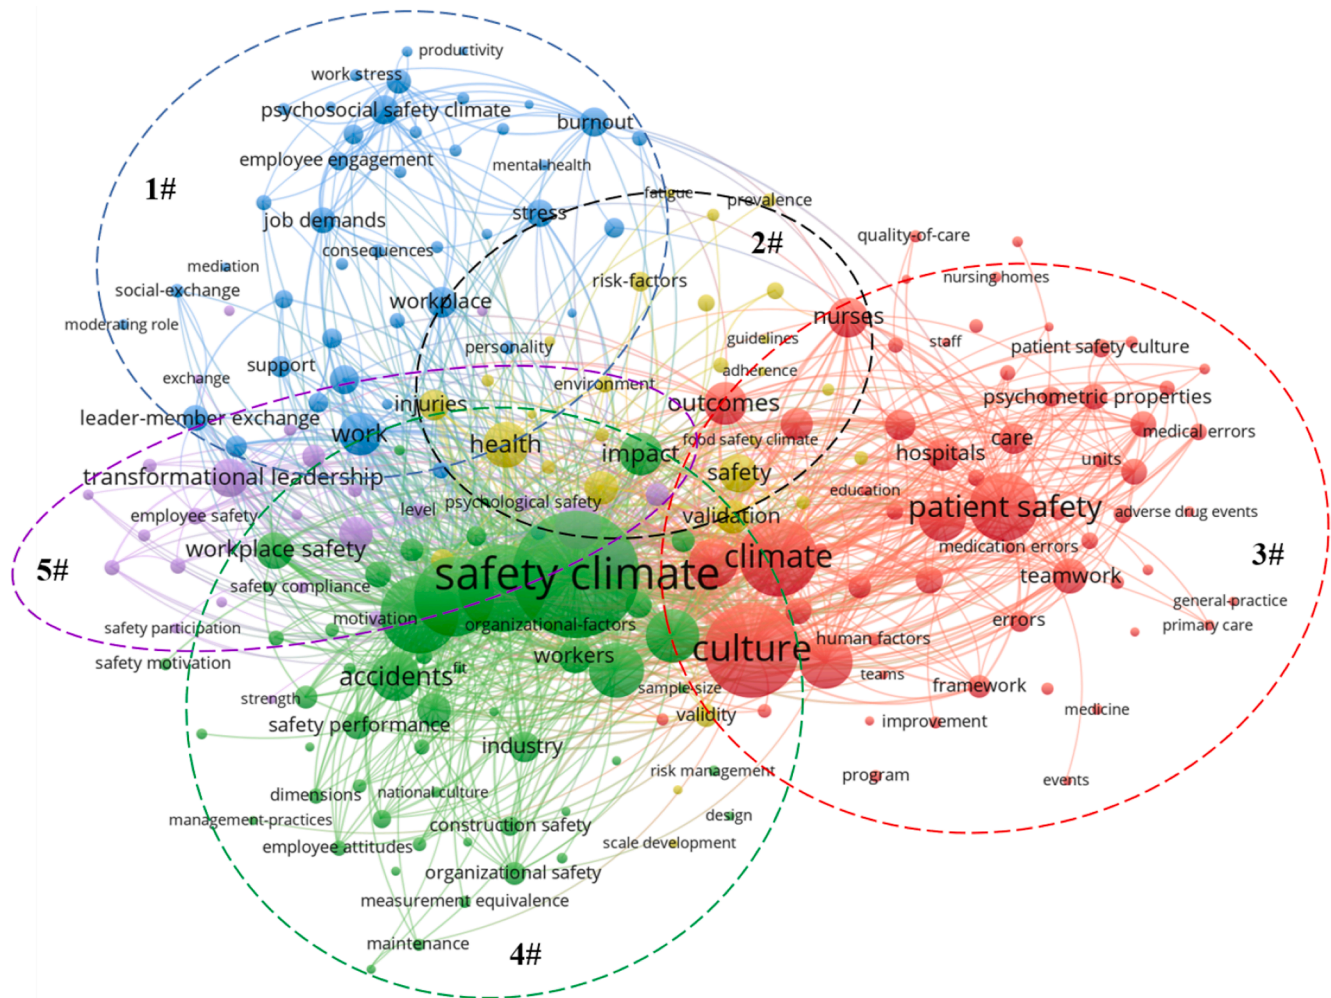 productivity
work stress
psychosocial safety climate
burnout
employee engagement
mental-health
1#
fatigue
prevalence
job demands
stress
2#
quality-of-care
consequences
mediation
nursing homes
risk-factors
social-exchange
workplace
nurses
moderating role
guidelines
staff
personality
patient safety culture
support
adherence
exchange
environment
psychometric properties
injuries
outcomes
leader-member exchange
work
medical errors
health
food safety climate
care
impact
hospitals
units
transformational leadership
safety
education
psychological safety
level
patient safety
employee safety
validation
adverse drug events
workplace safety
medication errors
climate
3#
5#
safety climate
teamwork
safety compliance
general-practice
motivation
organizational-factors
errors
primary care
safety participation
human factors
culture
workers
safety motivation
fit
accidents
teams
framework
sample size
strength
medicine
validity
improvement
safety performance
industry
risk management
program
events
dimensions
national culture
management-practices
design
construction safety
scale development
employee attitudes
organizational safety
measurement equivalence
maintenance
4#